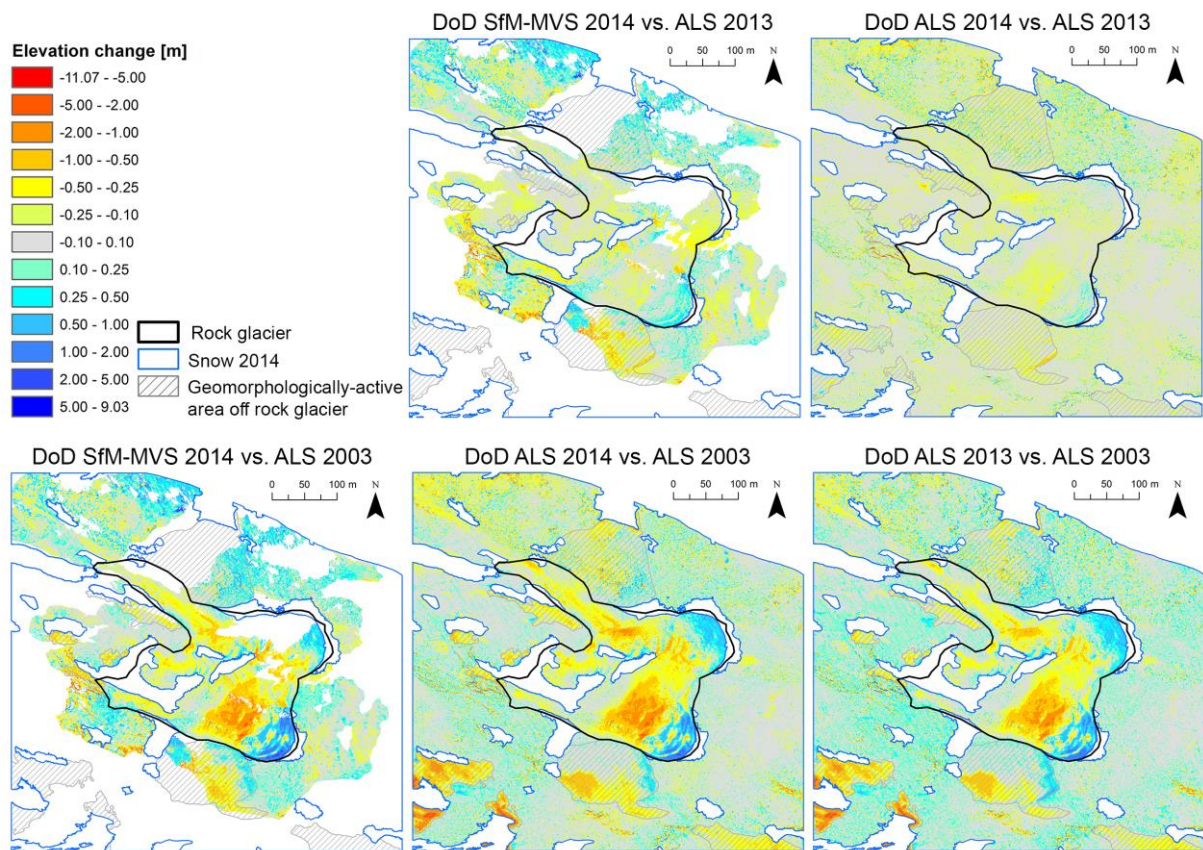 DoD SfM-MVS 2014 vs. ALS 2013
0 50 100 m
N
DoD ALS 2014 vs. ALS 2013
0 50 100 m
N
Elevation change [m]
-11.07 - -5.00
-5.00 - -2.00
-2.00 - -1.00
-1.00 - -0.50
-0.50 - -0.25
-0.25 - -0.10
-0.10 - 0.10
0.10 - 0.25
0.25 - 0.50
0.50 - 1.00
1.00 - 2.00
2.00 - 5.00
5.00 - 9.03
Rock glacier
Snow 2014
Geomorphologically-active
area off rock glacier
DoD SfM-MVS 2014 vs. ALS 2003
0 50 100 m
N
DoD ALS 2014 vs. ALS 2003
0 50 100 m
N
DoD ALS 2013 vs. ALS 2003
0 50 100 m
N